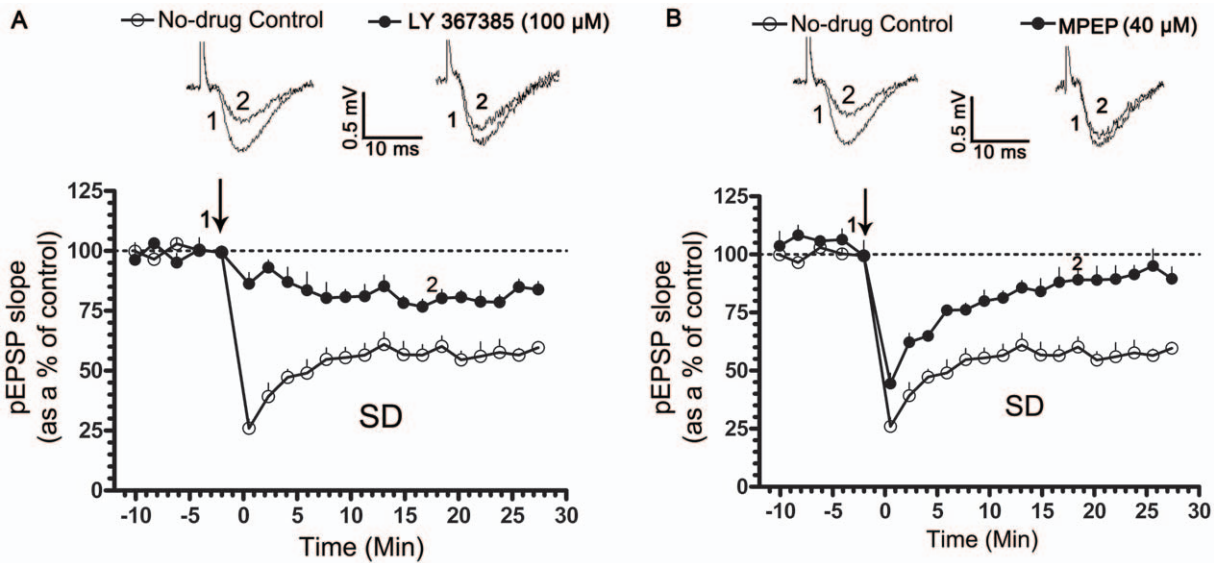 A
No-drug Control
LY 367385 (100 µM)
1
2
0.5 mV
10 ms
1
2
pEPSP slope
(as a % of control)
125
100
75
50
25
0
1
2
SD
-10
-5
0
5
10
15
20
25
30
Time (Min)
B
No-drug Control
MPEP (40 µM)
1
2
0.5 mV
10 ms
1
2
pEPSP slope
(as a % of control)
125
100
75
50
25
0
1
2
SD
-10
-5
0
5
10
15
20
25
30
Time (Min)